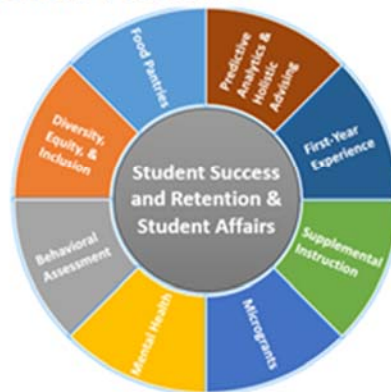 Student Success
and Retention &
Student Affairs
Predictive
Analytics &
Holistic
Advising
First-Year
Experience
Supplemental
Instruction
Microgrants
Mental Health
Behavioral
Assessment
Diversity,
Equity, &
Inclusion
Food Pantries